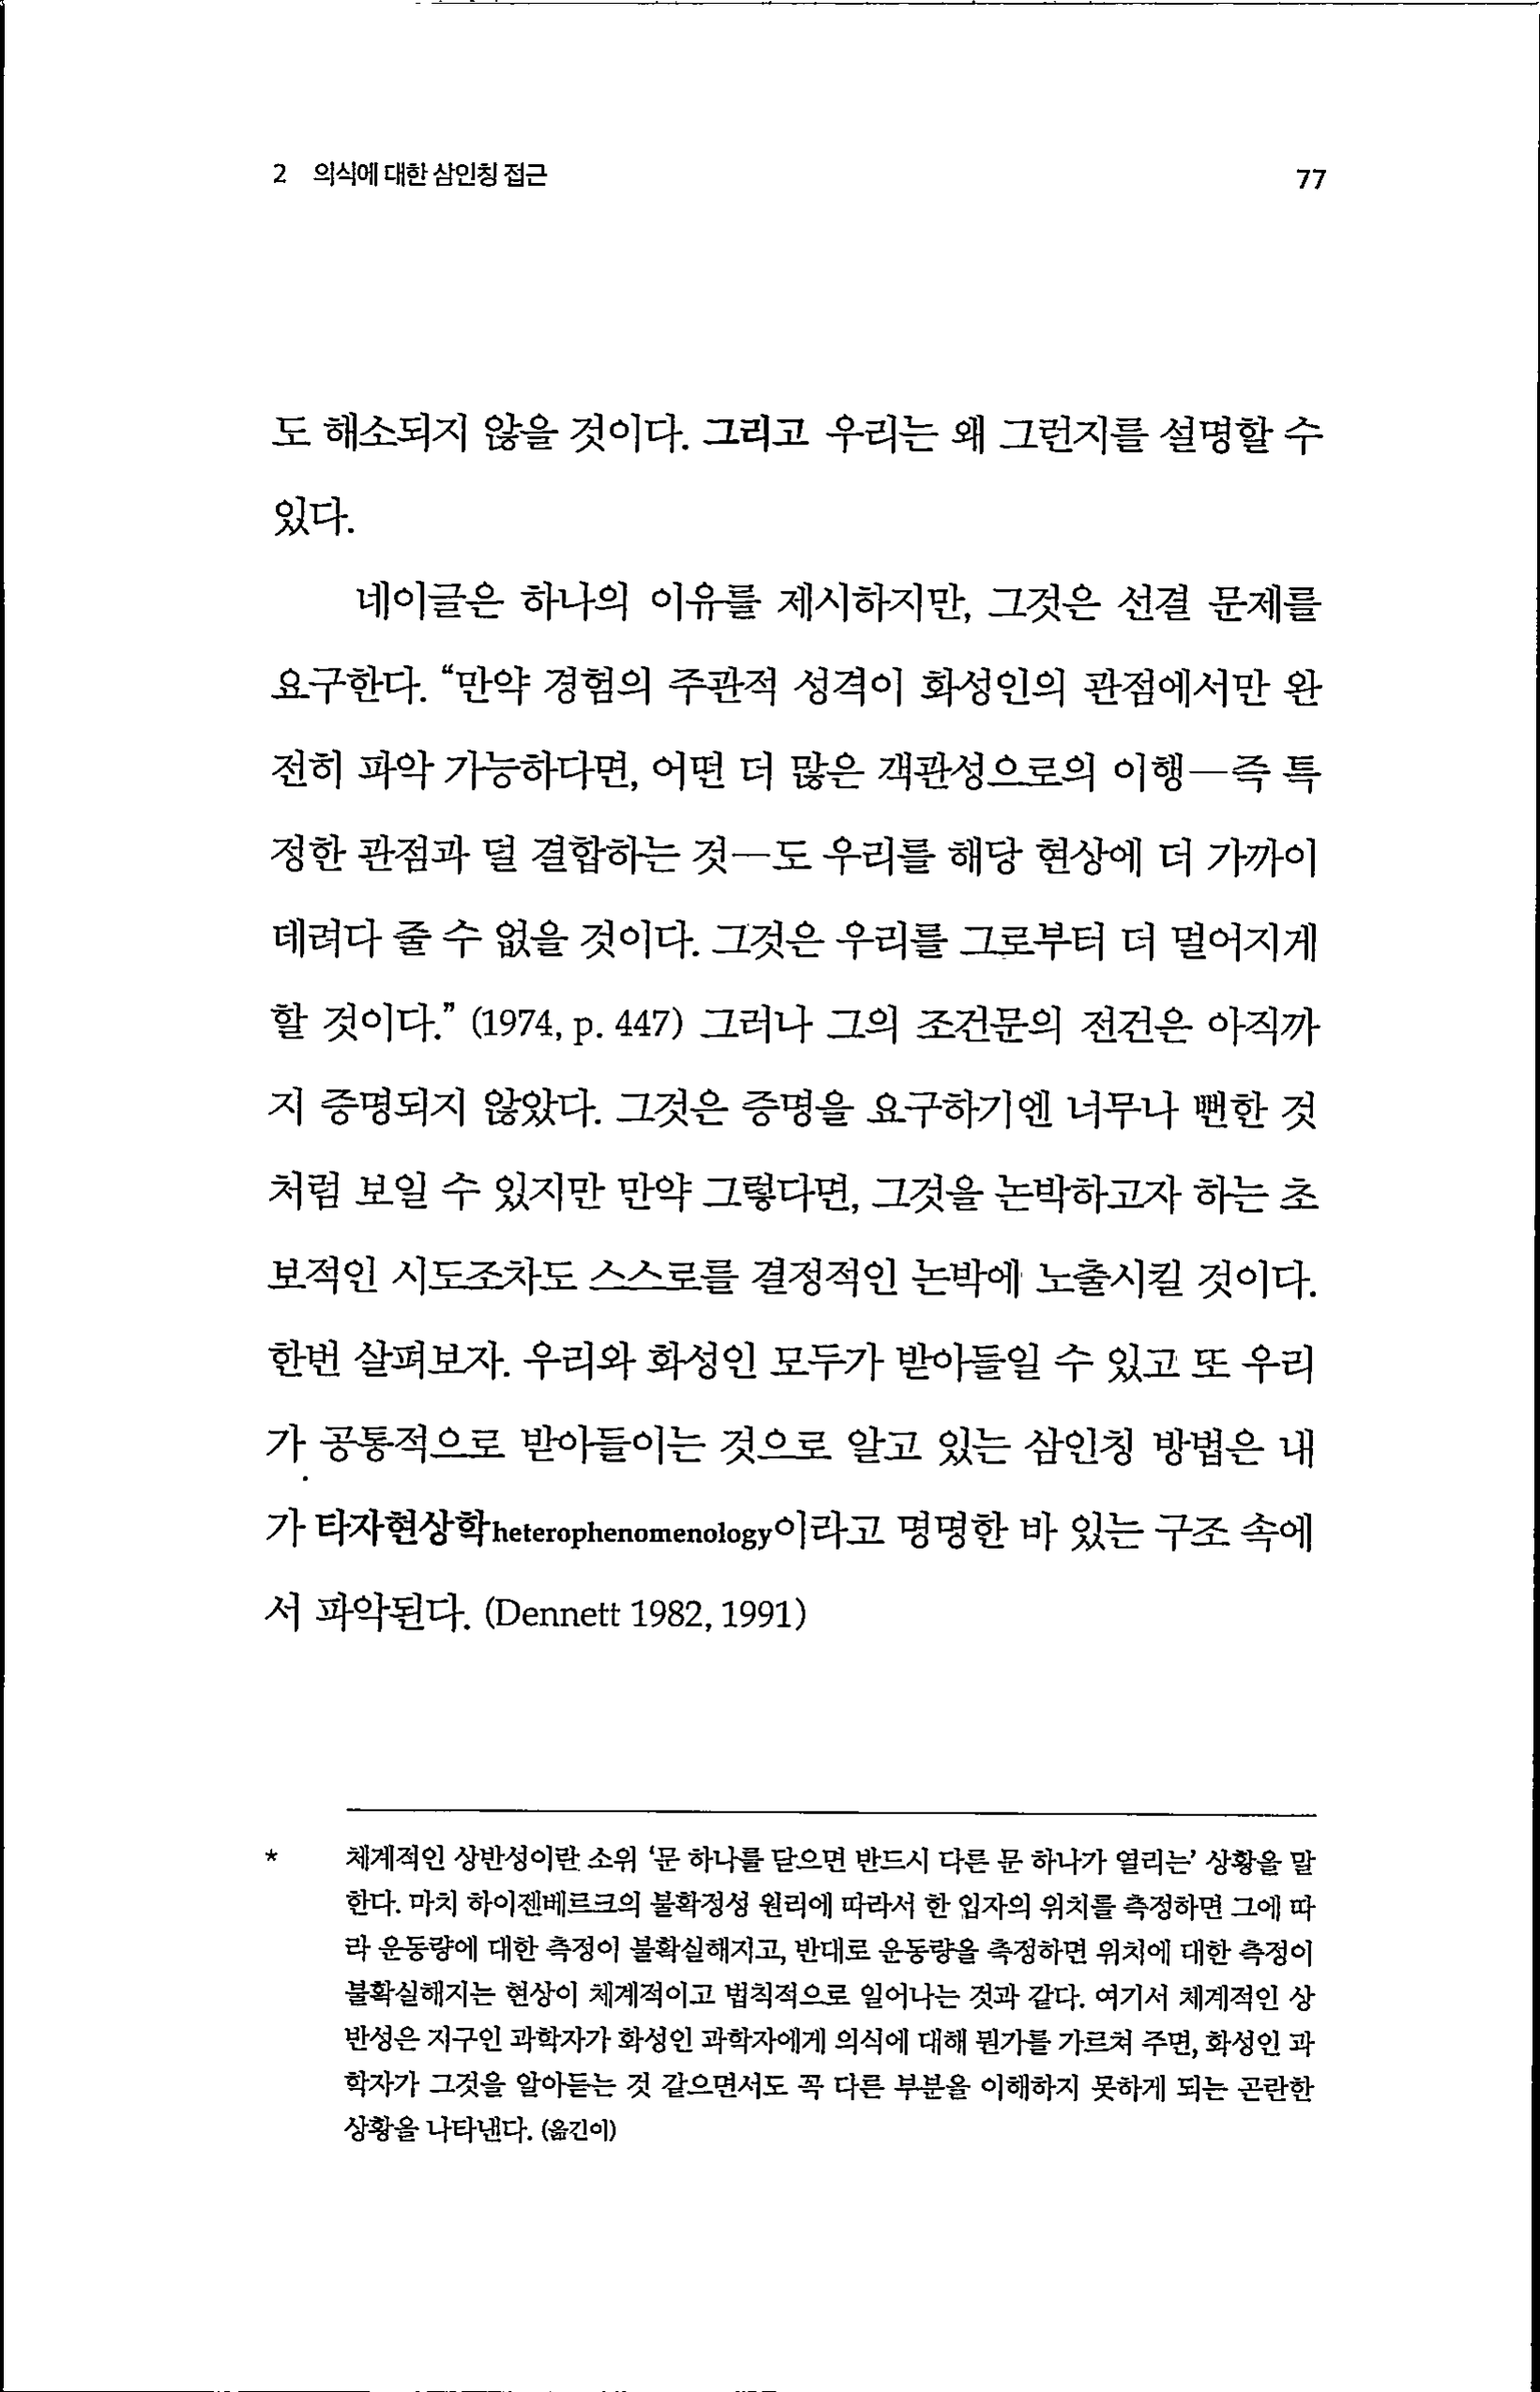 2 의식에 대한 삼인칭 접근
77
도 해소되지 않을 것이다. 그리고 우리는 왜 그런지를 설명할 수
있다.
네이글은 하나의 이유를 제시하지만, 그것은 선결 문제를
요구한다. “만약 경험의 주관적 성격이 화성인의 관점에서만 완
전히 파악 가능하다면, 어떤 더 많은 객관성으로의 이행—즉 특
정한 관점과 덜 결합하는 것—도 우리를 해당 현상에 더 가까이
데려다 줄 수 없을 것이다. 그것은 우리를 그로부터 더 멀어지게
할 것이다.” (1974, p. 447) 그러나 그의 조건문의 전건은 아직까
지 증명되지 않았다. 그것은 증명을 요구하기엔 너무나 뻔한 것
처럼 보일 수 있지만 만약 그렇다면, 그것을 논박하고자 하는 초
보적인 시도조차도 스스로를 결정적인 논박에 노출시킬 것이다.
한번 살펴보자. 우리와 화성인 모두가 받아들일 수 있고 또 우리
가 공통적으로 받아들이는 것으로 알고 있는 삼인칭 방법은 내
가 타자현상학heterophenomenology이라고 명명한 바 있는 구조 속에
서 파악된다. (Dennett 1982, 1991)
* 체계적인 상반성이란 소위 ‘문 하나를 닫으면 반드시 다른 문 하나가 열리는’ 상황을 말
한다. 마치 하이젠베르크의 불확정성 원리에 따라서 한 입자의 위치를 측정하면 그에 따
라 운동량에 대한 측정이 불확실해지고, 반대로 운동량을 측정하면 위치에 대한 측정이
불확실해지는 현상이 체계적이고 법칙적으로 일어나는 것과 같다. 여기서 체계적인 상
반성은 지구인 과학자가 화성인 과학자에게 의식에 대해 뭔가를 가르쳐 주면, 화성인 과
학자가 그것을 알아듣는 것 같으면서도 꼭 다른 부분을 이해하지 못하게 되는 곤란한
상황을 나타낸다. (옮긴이)